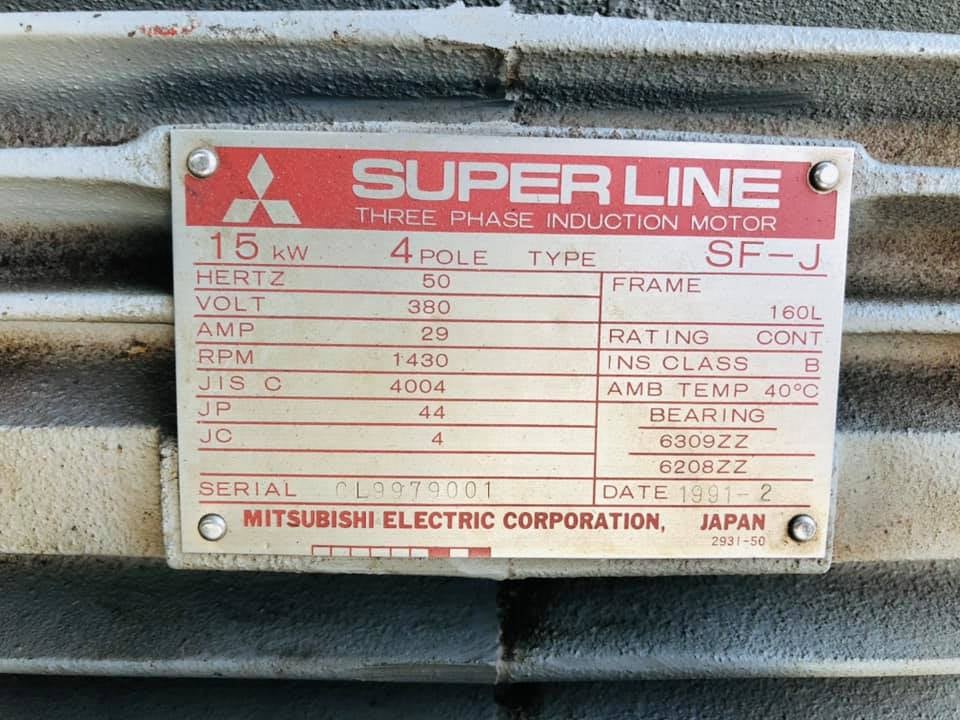 SUPER LINE
THREE PHASE INDUCTION MOTOR
15 kW 4 POLE TYPE SF-J
HERTZ 50
VOLT 380
AMP 29
RPM 1430
JIS C 4004
JP 44
JC 4
FRAME
160L
RATING CONT
INS CLASS B
AMB TEMP 40°C
BEARING
6309ZZ
6208ZZ
SERIAL CL9979001
DATE 1991-2
MITSUBISHI ELECTRIC CORPORATION, JAPAN
2931-50